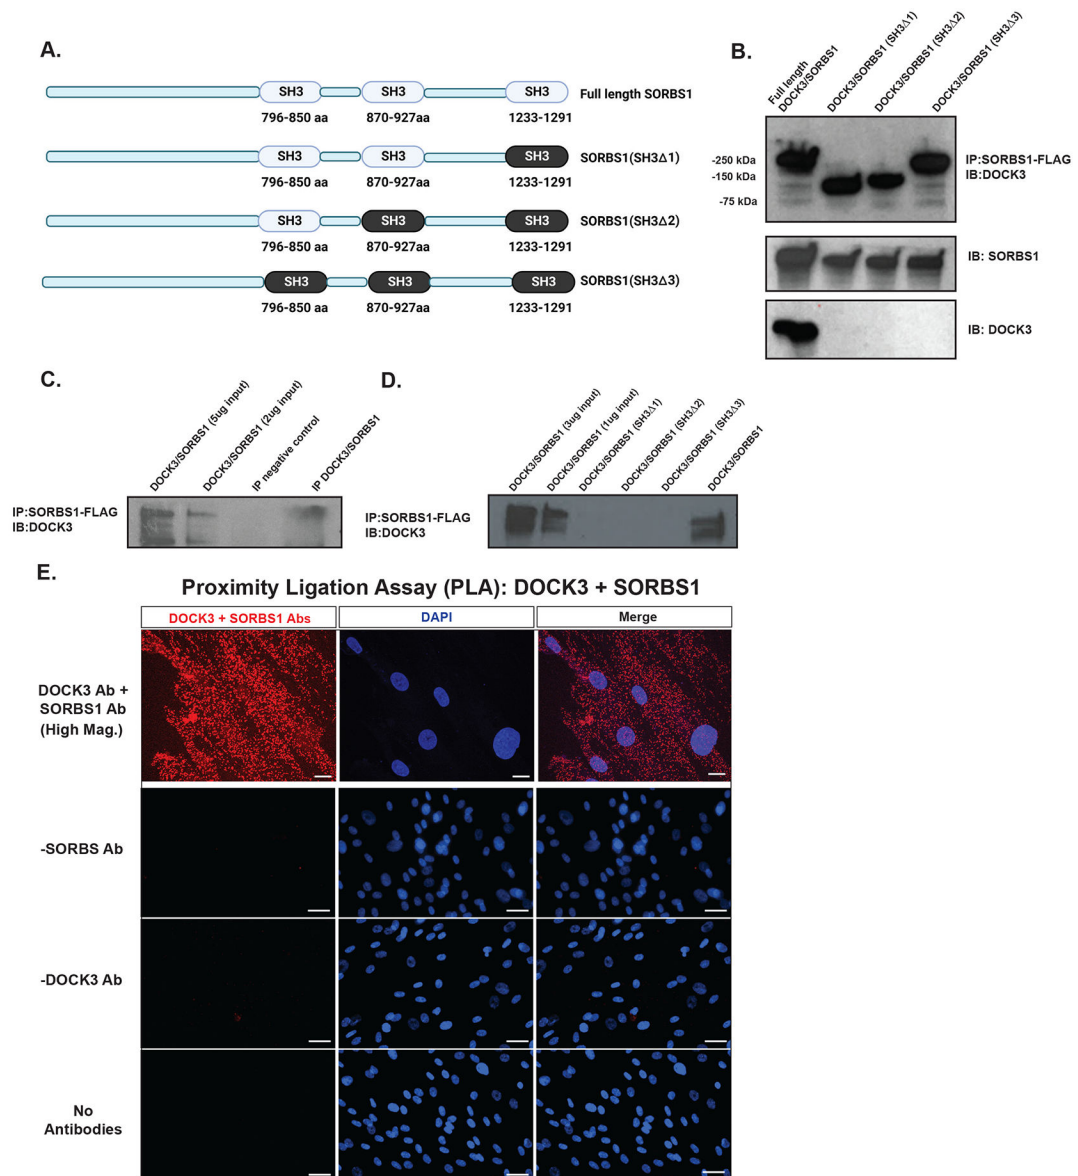 A.
SH3 SH3 SH3
Full length SORBS1
796-850 aa 870-927aa 1233-1291
SH3 SH3 SH3
SORBS1(SH3Δ1)
796-850 aa 870-927aa 1233-1291
SH3 SH3 SH3
SORBS1(SH3Δ2)
796-850 aa 870-927aa 1233-1291
SH3 SH3 SH3
SORBS1(SH3Δ3)
796-850 aa 870-927aa 1233-1291
B.
Full length
DOCK3/SORBS1
DOCK3/SORBS1 (SH3Δ1)
DOCK3/SORBS1 (SH3Δ2)
DOCK3/SORBS1 (SH3Δ3)
-250 kDa
-150 kDa
-75 kDa
IP:SORBS1-FLAG
IB:DOCK3
IB: SORBS1
IB: DOCK3
C.
DOCK3/SORBS1 (5ug input)
DOCK3/SORBS1 (2ug input)
IP negative control
IP DOCK3/SORBS1
IP:SORBS1-FLAG
IB:DOCK3
D.
DOCK3/SORBS1 (3ug input)
DOCK3/SORBS1 (1ug input)
DOCK3/SORBS1 (SH3Δ1)
DOCK3/SORBS1 (SH3Δ2)
DOCK3/SORBS1 (SH3Δ3)
DOCK3/SORBS1
IP:SORBS1-FLAG
IB:DOCK3
E.
Proximity Ligation Assay (PLA): DOCK3 + SORBS1
DOCK3 + SORBS1 Abs DAPI Merge
DOCK3 Ab +
SORBS1 Ab
(High Mag.)
-SORBS Ab
-DOCK3 Ab
No
Antibodies